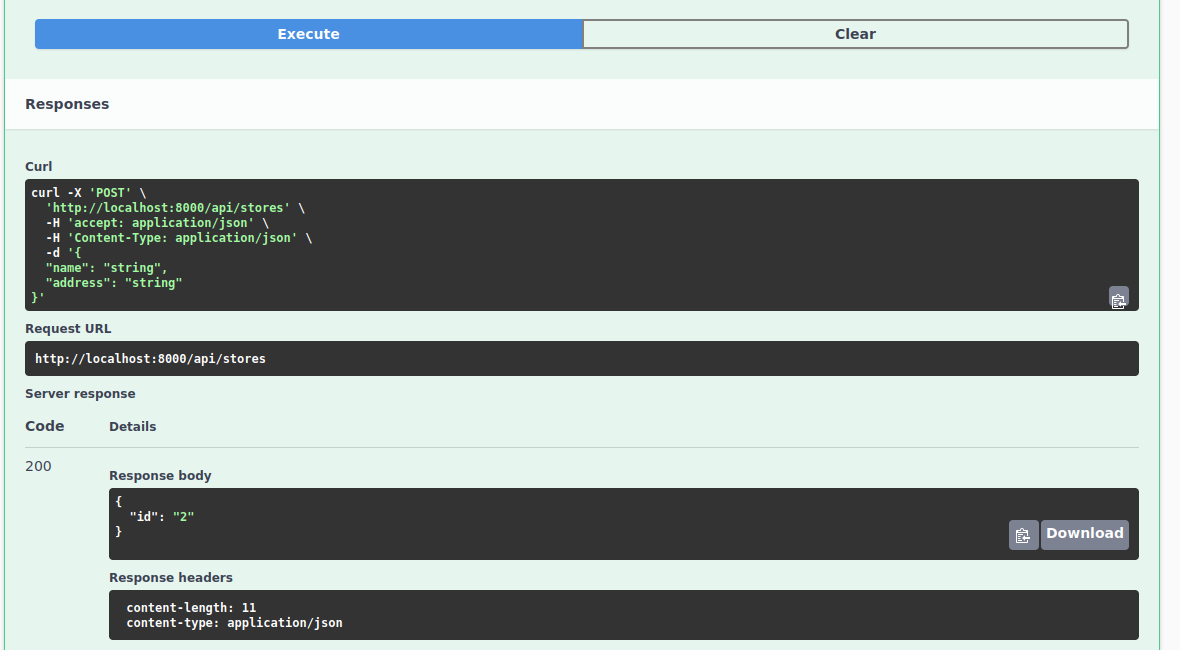 Execute
Clear
Responses
Curl
curl -X 'POST' \
  'http://localhost:8000/api/stores' \
  -H 'accept: application/json' \
  -H 'Content-Type: application/json' \
  -d '{
  "name": "string",
  "address": "string"
}'
Request URL
http://localhost:8000/api/stores
Server response
Code
Details
200
Response body
{
  "id": "2"
}
Download
Response headers
content-length: 11
content-type: application/json